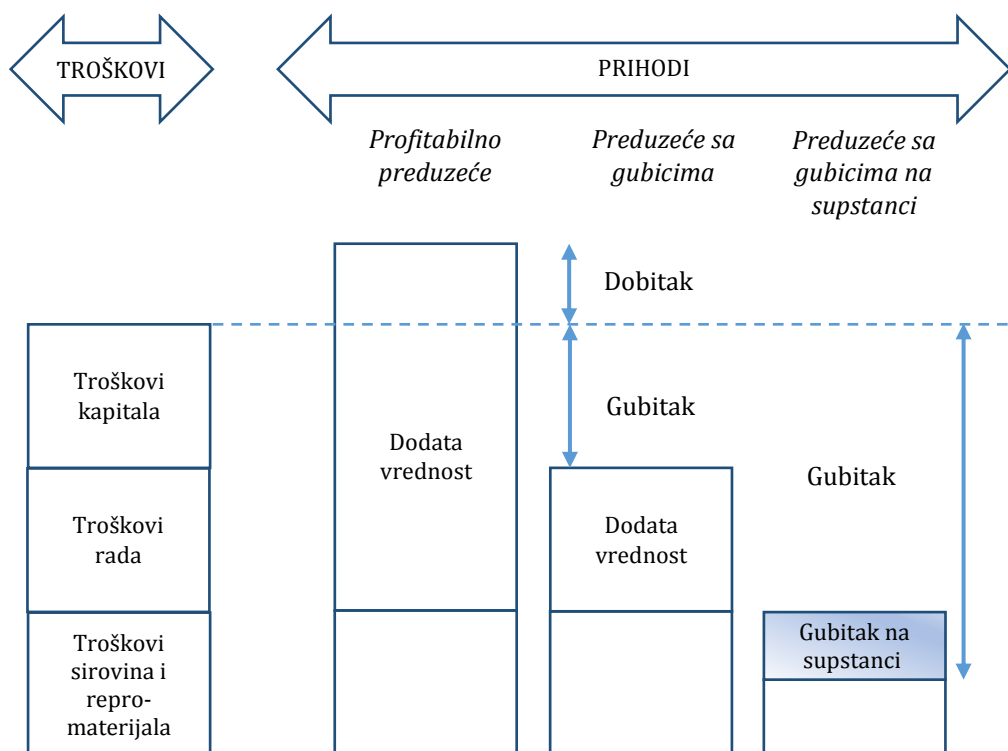 TROŠKOVI
PRIHODI
Profitabilno
preduzeće
Preduzeće sa
gubicima
Preduzeće sa
gubicima na
supstanci
Dobitak
Troškovi
kapitala
Gubitak
Dodata
vrednost
Gubitak
Troškovi
rada
Dodata
vrednost
Troškovi
sirovina i
repro-
materijala
Gubitak na
supstanci